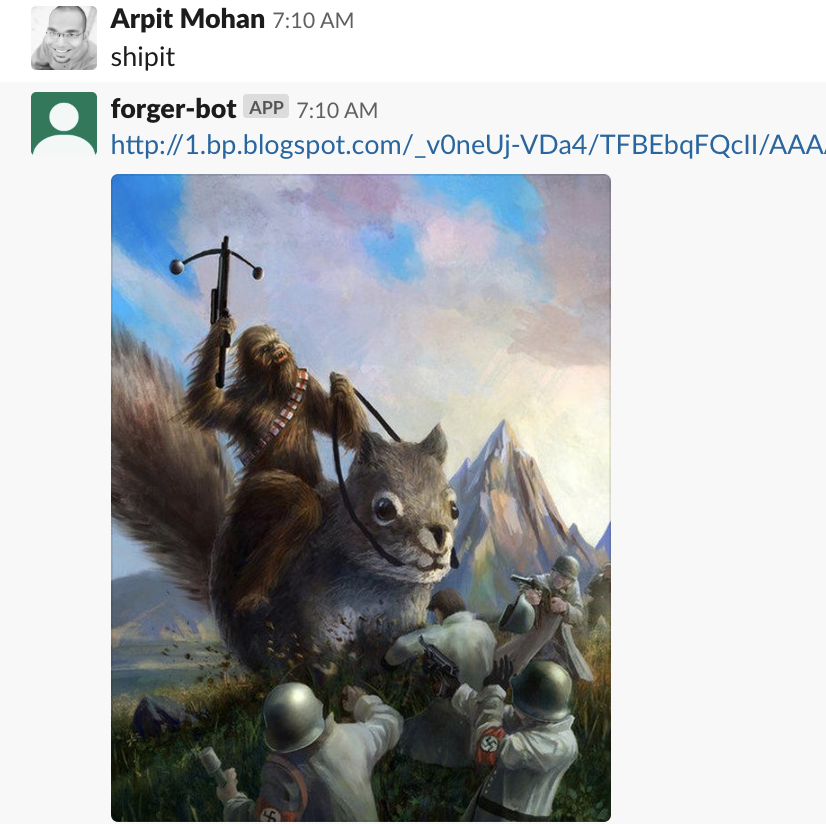 Arpit Mohan 7:10 AM
shipit
forger-bot APP 7:10 AM
http://1.bp.blogspot.com/_v0neUj-VDa4/TFBEbqFQcII/AAA